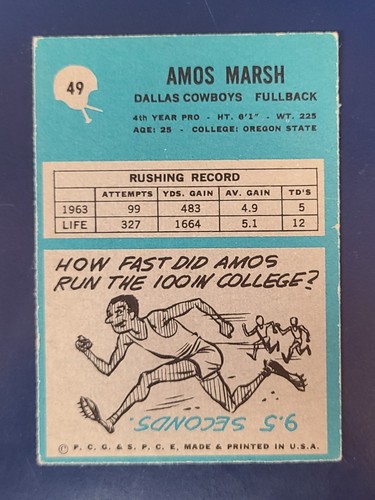 49
AMOS MARSH
DALLAS COWBOYS FULLBACK
4th YEAR PRO - HT. 6'1" - WT. 225
AGE: 25 - COLLEGE: OREGON STATE
RUSHING RECORD
ATTEMPTS YDS. GAIN AV. GAIN TD'S
1963 99 483 4.9 5
LIFE 327 1664 5.1 12
HOW FAST DID AMOS
RUN THE 100 IN COLLEGE?
9.5 SECONDS.
© P. C. G. & S. P. C. E, MADE & PRINTED IN U.S.A.